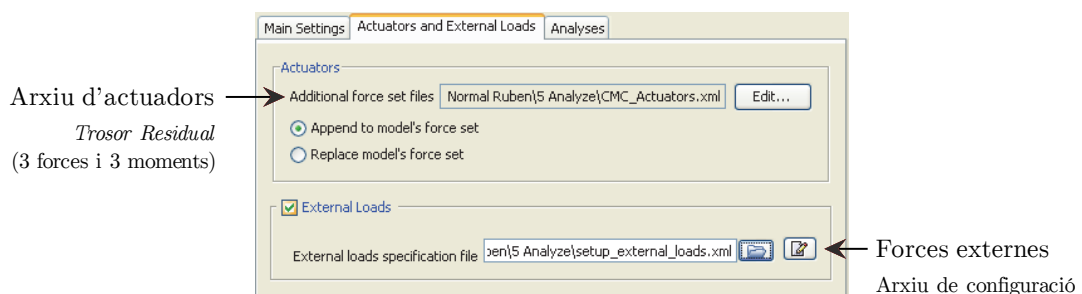 Main Settings Actuators and External Loads Analyses
Actuators
Arxiu d'actuadors
Additional force set files Normal Ruben\5 Analyze\CMC_Actuators.xml Edit...
Trosor Residual
Append to model's force set
(3 forces i 3 moments)
Replace model's force set
External Loads
External loads specification file ben\5 Analyze\setup_external_loads.xml
Forces externes
Arxiu de configuració